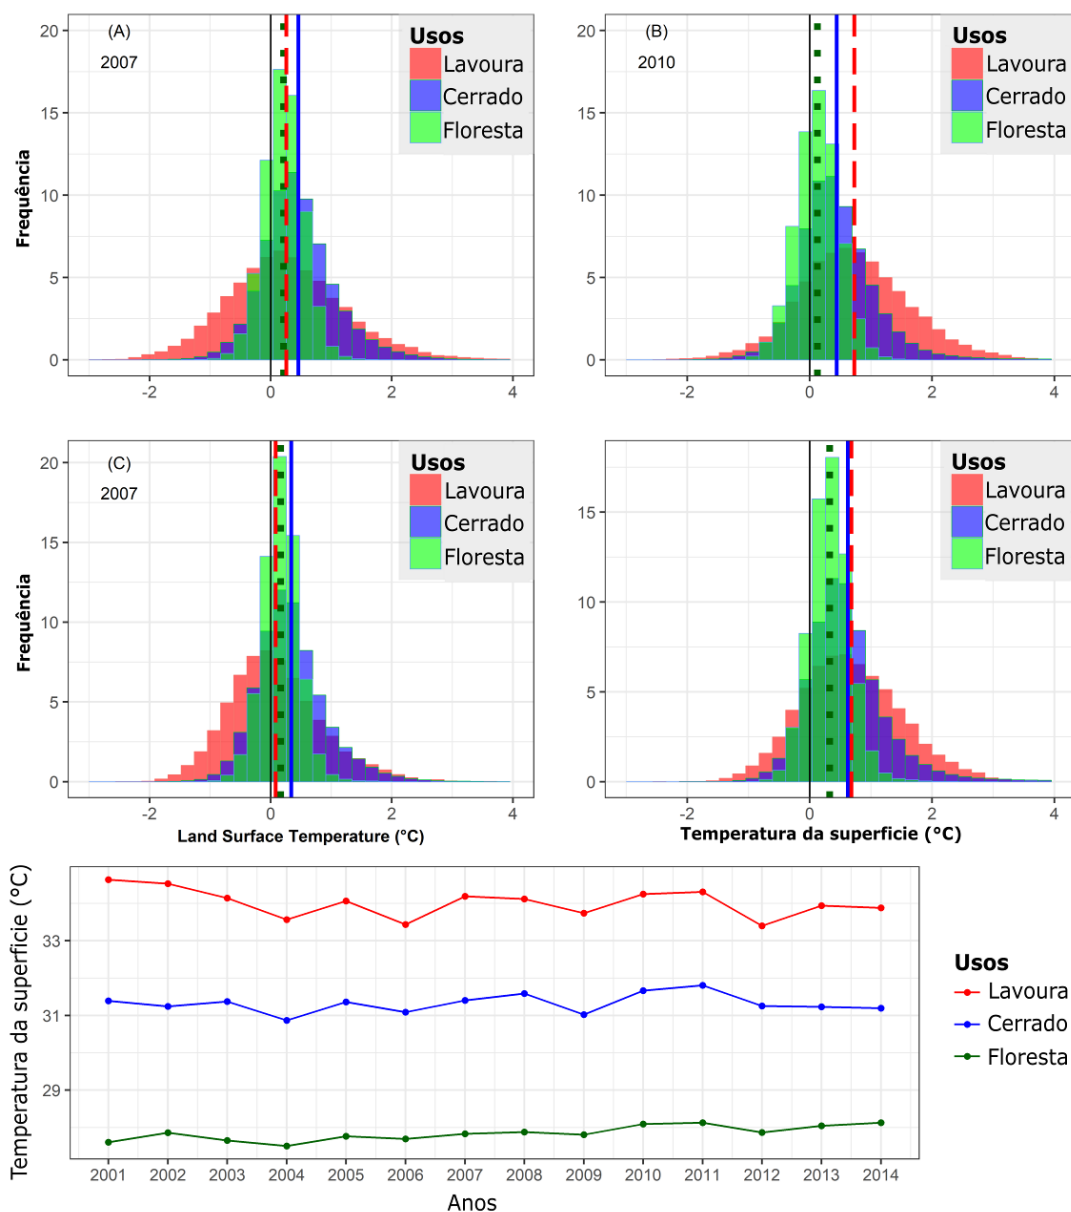 (A)
2007
Usos
Lavoura
Cerrado
Floresta
Frequência
20
15
10
5
0
-2
0
2
4
(B)
2010
Usos
Lavoura
Cerrado
Floresta
20
15
10
5
0
-2
0
2
4
(C)
2007
Usos
Lavoura
Cerrado
Floresta
Frequência
20
15
10
5
0
-2
0
2
4
Land Surface Temperature (°C)
Usos
Lavoura
Cerrado
Floresta
15
10
5
0
-2
0
2
4
Temperatura da superficie (°C)
Temperatura da superficie (°C)
33
31
29
2001 2002 2003 2004 2005 2006 2007 2008 2009 2010 2011 2012 2013 2014
Anos
Usos
Lavoura
Cerrado
Floresta